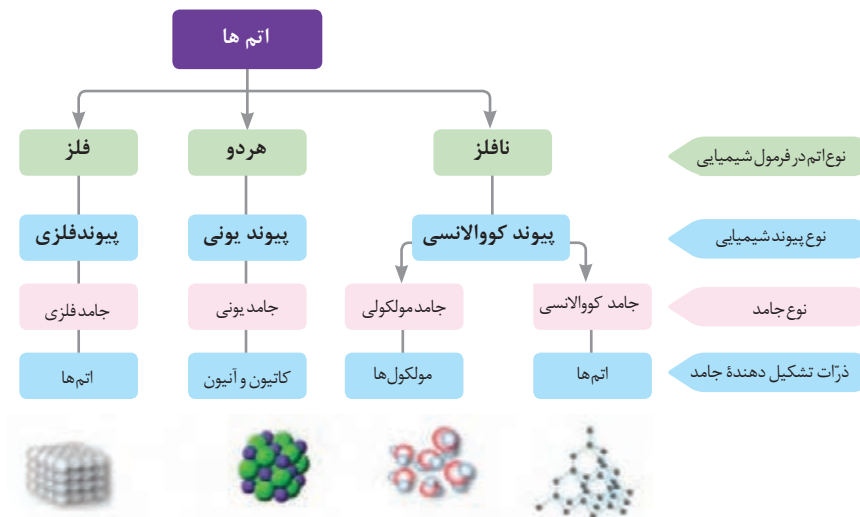 اتم ها
نوع اتم در فرمول شیمیایی
نافلز
هردو
فلز
نوع پیوند شیمیایی
پیوند کووالانسی
پیوند یونی
پیوند فلزی
نوع جامد
جامد کووالانسی
جامد مولکولی
جامد یونی
جامد فلزی
ذرّات تشکیل دهندهٔ جامد
اتم‌ها
مولکول‌ها
کاتیون و آنیون
اتم‌ها